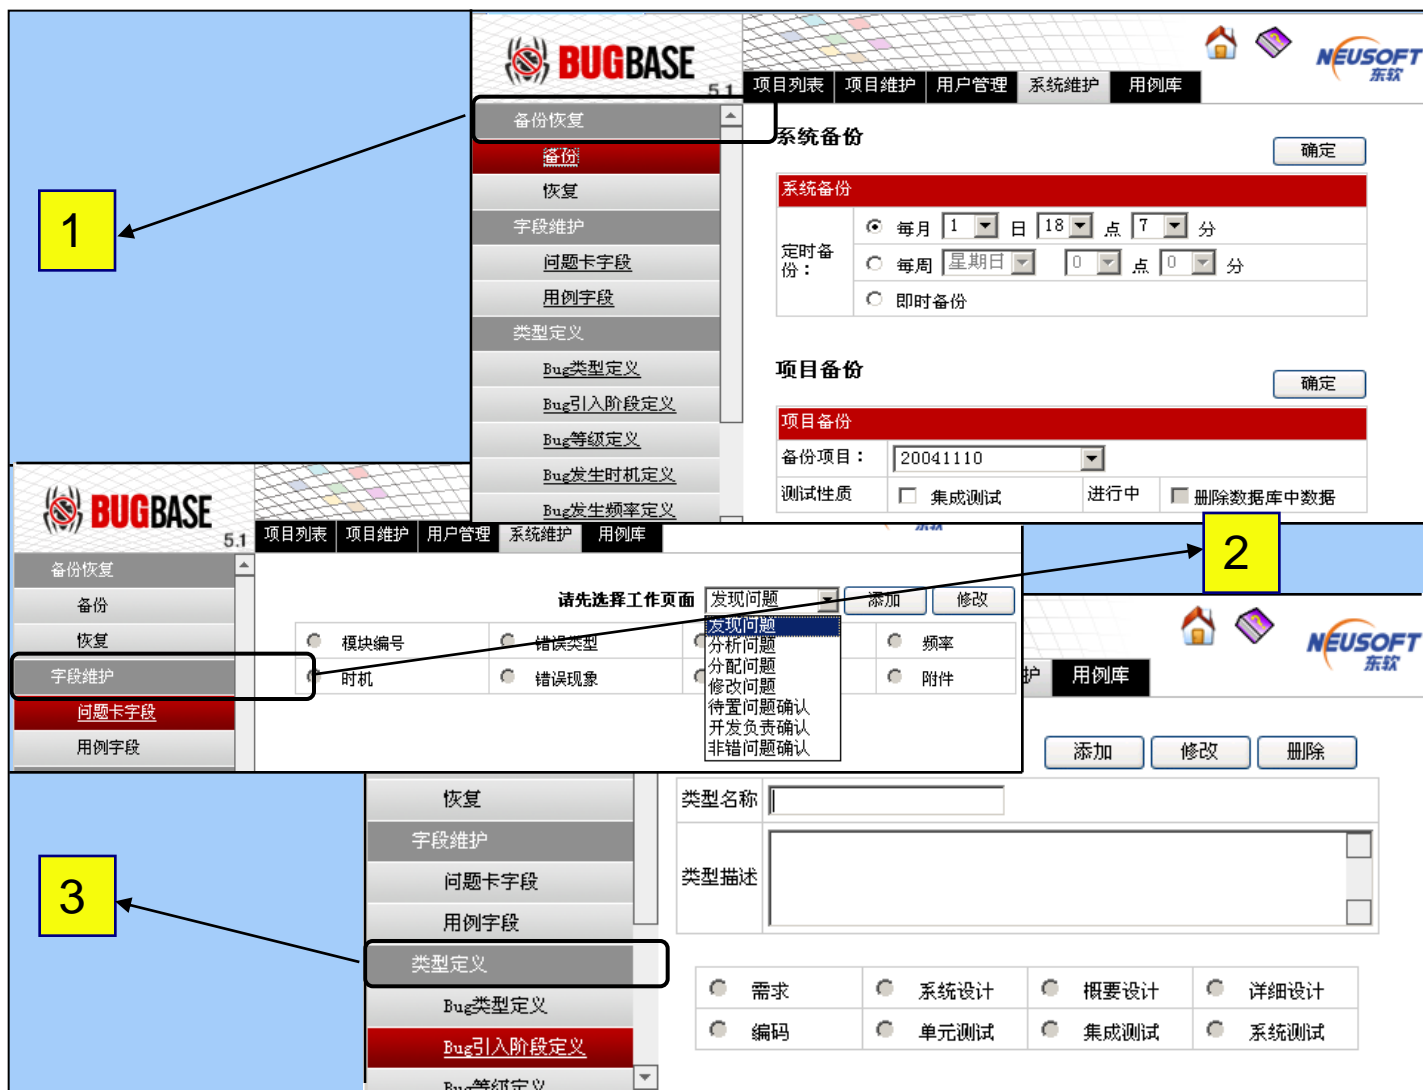 BUGBASE
5.1
NEUSOFT
东软
项目列表 项目维护 用户管理 系统维护 用例库
备份恢复
备份
恢复
字段维护
问题卡字段
用例字段
类型定义
Bug类型定义
Bug引入阶段定义
Bug等级定义
Bug发生时机定义
Bug发生频率定义
系统备份
确定
系统备份
定时备份：
每月 1 日 18 点 7 分
每周 星期日 0 点 0 分
即时备份
项目备份
确定
项目备份
备份项目： 20041110
测试性质 集成测试 进行中 删除数据库中数据
1
BUGBASE
5.1
项目列表 项目维护 用户管理 系统维护 用例库
东软
备份恢复
备份
恢复
字段维护
问题卡字段
用例字段
请先选择工作页面 发现问题 添加 修改
发现问题
分析问题
分配问题
修改问题
待置问题确认
开发负责确认
非错问题确认
模块编号 错误类型 频率
时机 错误现象 附件
2
NEUSOFT
东软
护 用例库
添加 修改 删除
恢复
字段维护
问题卡字段
用例字段
类型定义
Bug类型定义
Bug引入阶段定义
Bug等级定义
类型名称
类型描述
需求 系统设计 概要设计 详细设计
编码 单元测试 集成测试 系统测试
3